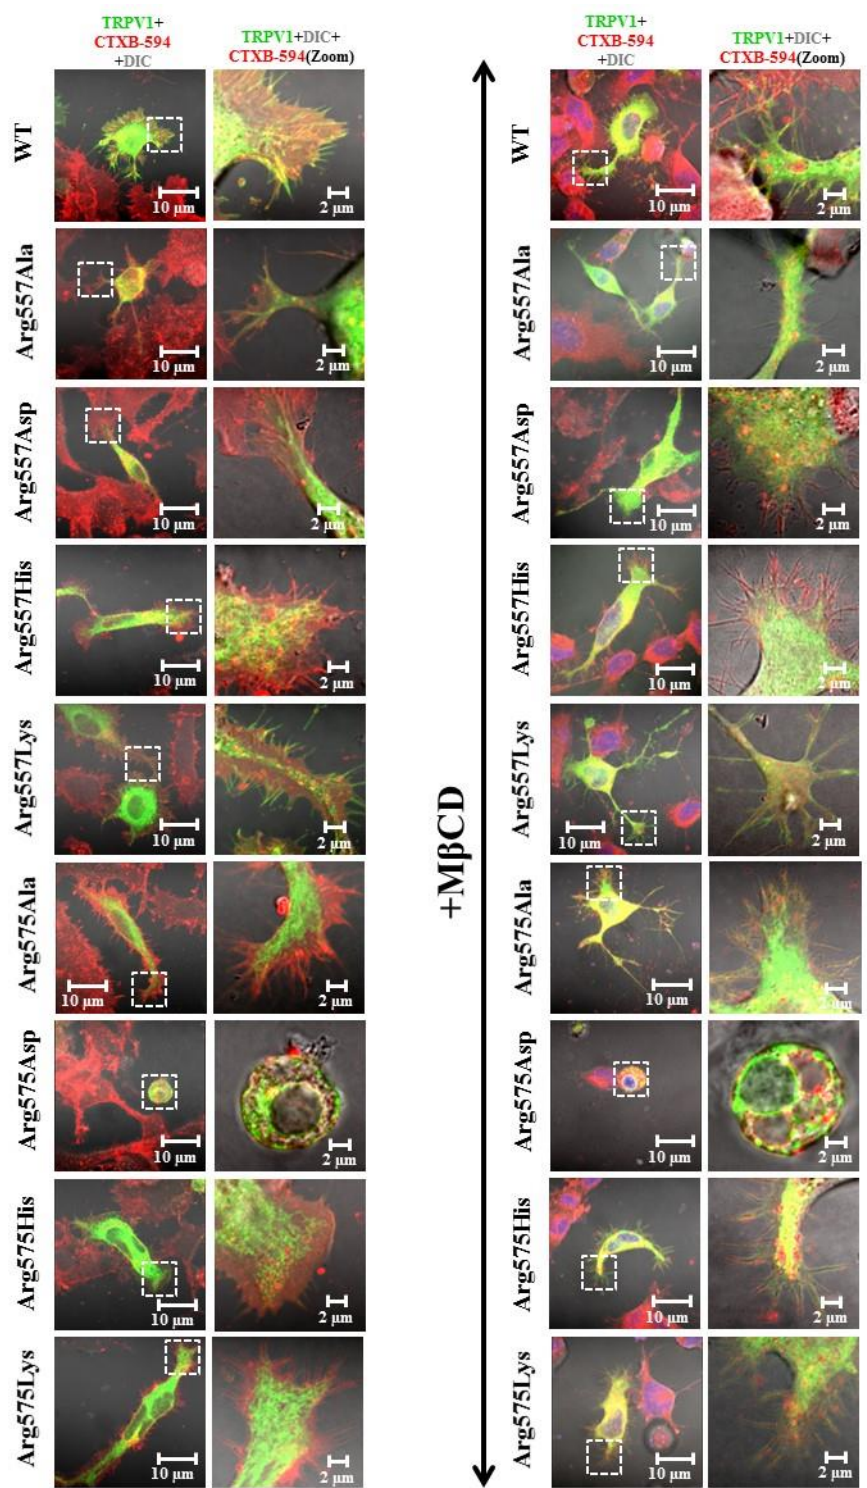 TRPV1+
CTXB-594
+DIC
TRPV1+DIC+
CTXB-594(Zoom)
TRPV1+
CTXB-594
+DIC
TRPV1+DIC+
CTXB-594(Zoom)
WT
10 µm
2 µm
WT
10 µm
2 µm
Arg557Ala
10 µm
2 µm
Arg557Ala
10 µm
2 µm
Arg557Asp
10 µm
2 µm
Arg557Asp
10 µm
2 µm
Arg557His
10 µm
2 µm
Arg557His
10 µm
2 µm
Arg557Lys
10 µm
2 µm
+MβCD
Arg557Lys
10 µm
2 µm
Arg575Ala
10 µm
2 µm
Arg575Ala
10 µm
2 µm
Arg575Asp
10 µm
2 µm
Arg575Asp
10 µm
2 µm
Arg575His
10 µm
2 µm
Arg575His
10 µm
2 µm
Arg575Lys
10 µm
2 µm
Arg575Lys
10 µm
2 µm